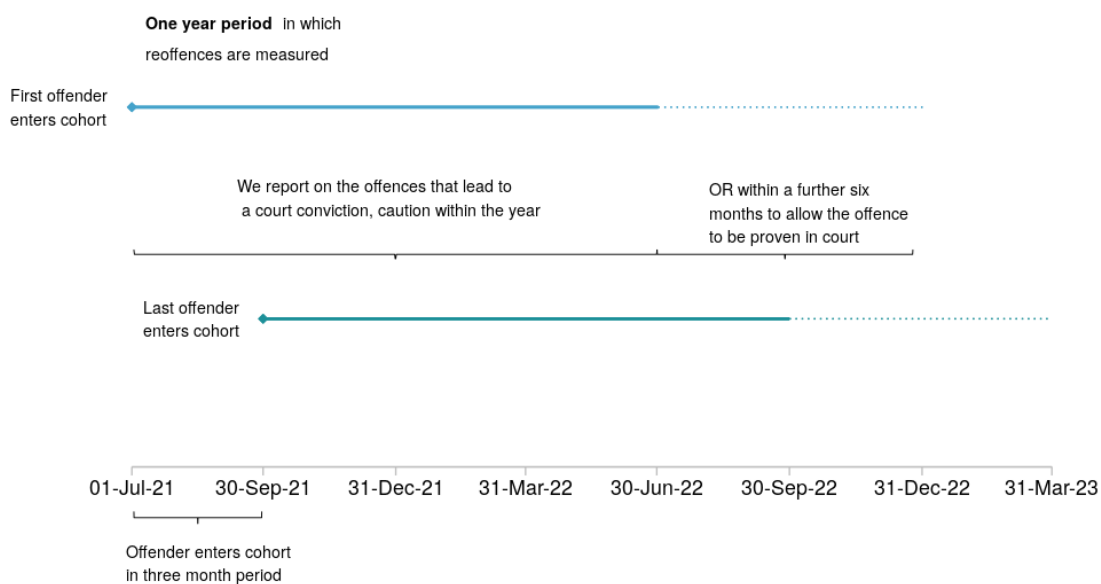 One year period in which
reoffences are measured
First offender
enters cohort
We report on the offences that lead to
a court conviction, caution within the year
OR within a further six
months to allow the offence
to be proven in court
Last offender
enters cohort
01-Jul-21 30-Sep-21 31-Dec-21 31-Mar-22 30-Jun-22 30-Sep-22 31-Dec-22 31-Mar-23
Offender enters cohort
in three month period